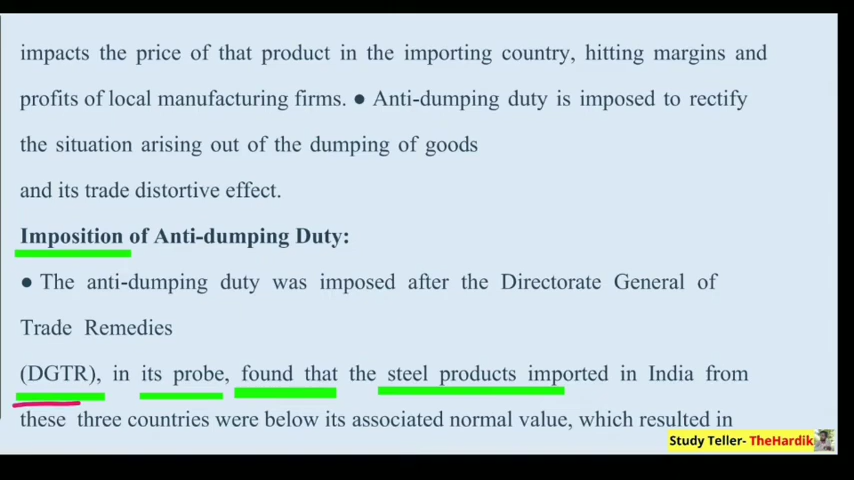 impacts the price of that product in the importing country, hitting margins and
profits of local manufacturing firms. ● Anti-dumping duty is imposed to rectify
the situation arising out of the dumping of goods
and its trade distortive effect.
Imposition of Anti-dumping Duty:
● The anti-dumping duty was imposed after the Directorate General of
Trade Remedies
(DGTR), in its probe, found that the steel products imported in India from
these three countries were below its associated normal value, which resulted in
Study Teller- TheHardik